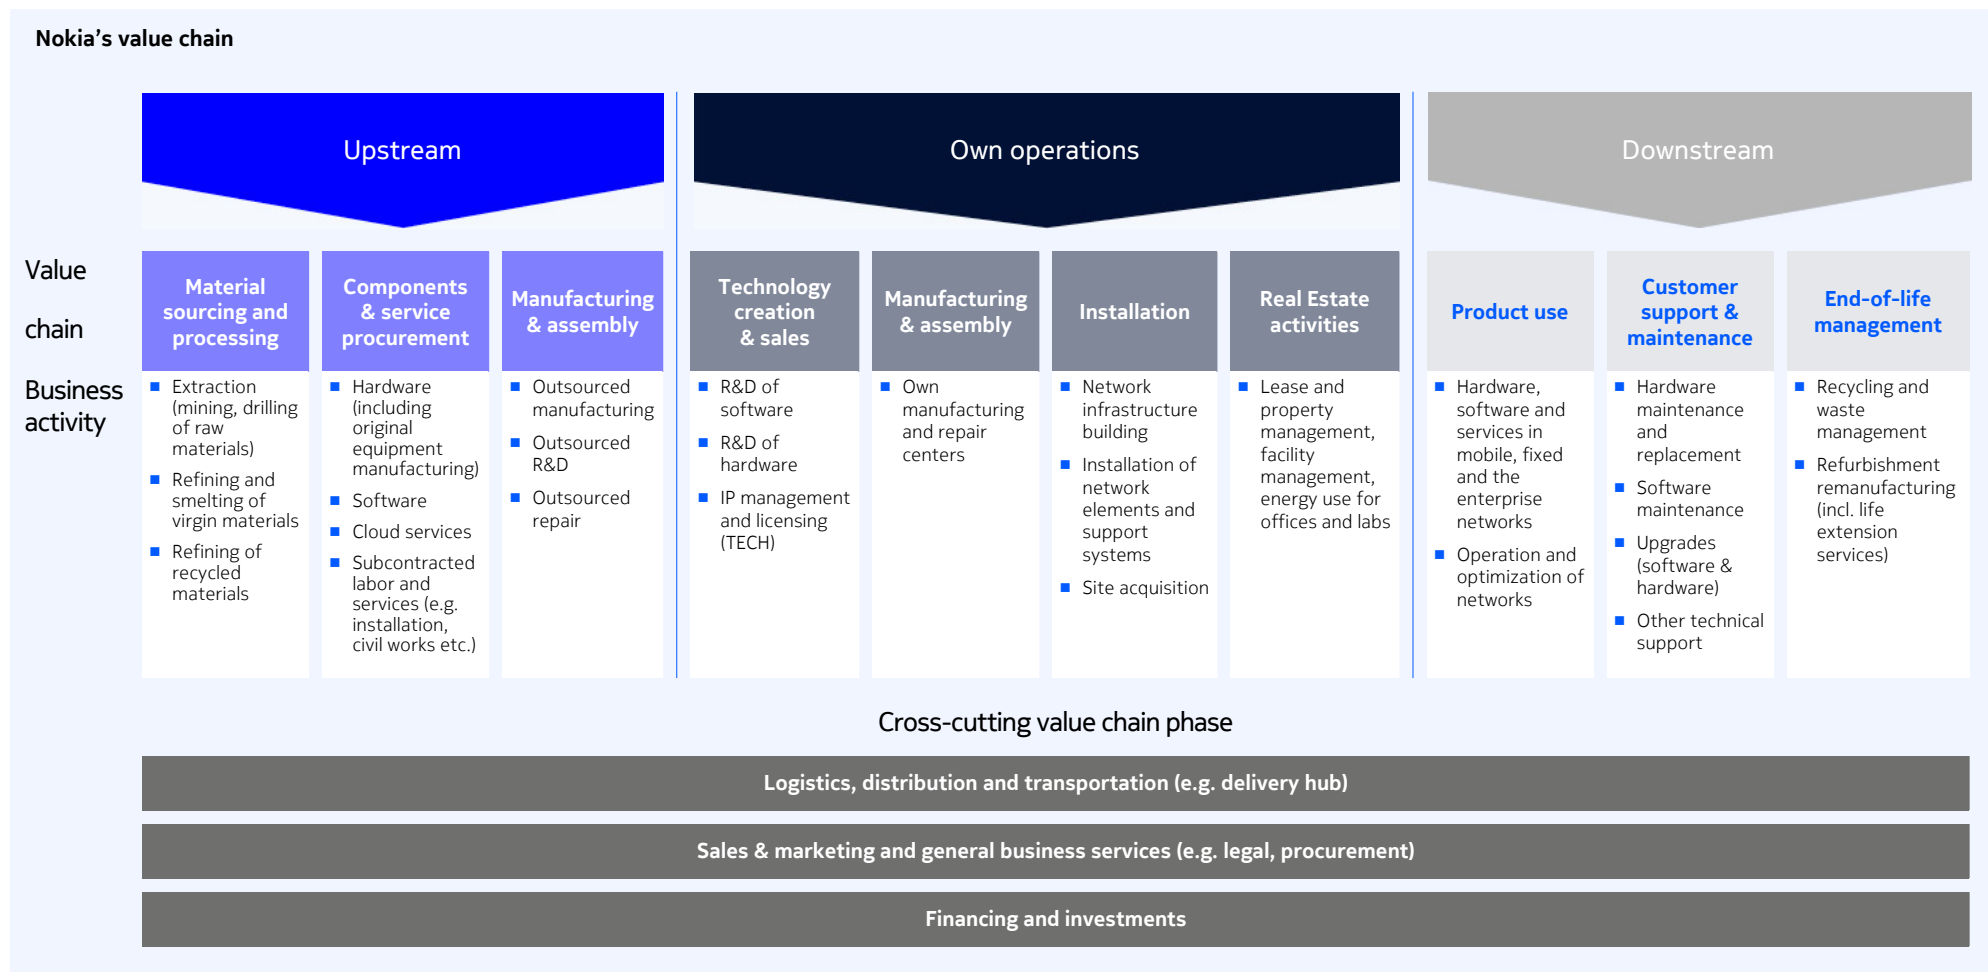 Nokia's value chain
Upstream
Own operations
Downstream
Value
chain
Material
sourcing and
processing
Components
& service
procurement
Manufacturing
& assembly
Technology
creation
& sales
Manufacturing
& assembly
Installation
Real Estate
activities
Product use
Customer
support &
maintenance
End-of-life
management
Business
activity
Extraction
(mining, drilling
of raw
materials)
Refining and
smelting of
virgin materials
Refining of
recycled
materials
Hardware
(including
original
equipment
manufacturing)
Software
Cloud services
Subcontracted
labor and
services (e.g.
installation,
civil works etc.)
Outsourced
manufacturing
Outsourced
R&D
Outsourced
repair
R&D of
software
R&D of
hardware
IP management
and licensing
(TECH)
Own
manufacturing
and repair
centers
Network
infrastructure
building
Installation of
network
elements and
support
systems
Site acquisition
Lease and
property
management,
facility
management,
energy use for
offices and labs
Hardware,
software and
services in
mobile, fixed
and the
enterprise
networks
Operation and
optimization of
networks
Hardware
maintenance
and
replacement
Software
maintenance
Upgrades
(software &
hardware)
Other technical
support
Recycling and
waste
management
Refurbishment
remanufacturing
(incl. life
extension
services)
Cross-cutting value chain phase
Logistics, distribution and transportation (e.g. delivery hub)
Sales & marketing and general business services (e.g. legal, procurement)
Financing and investments